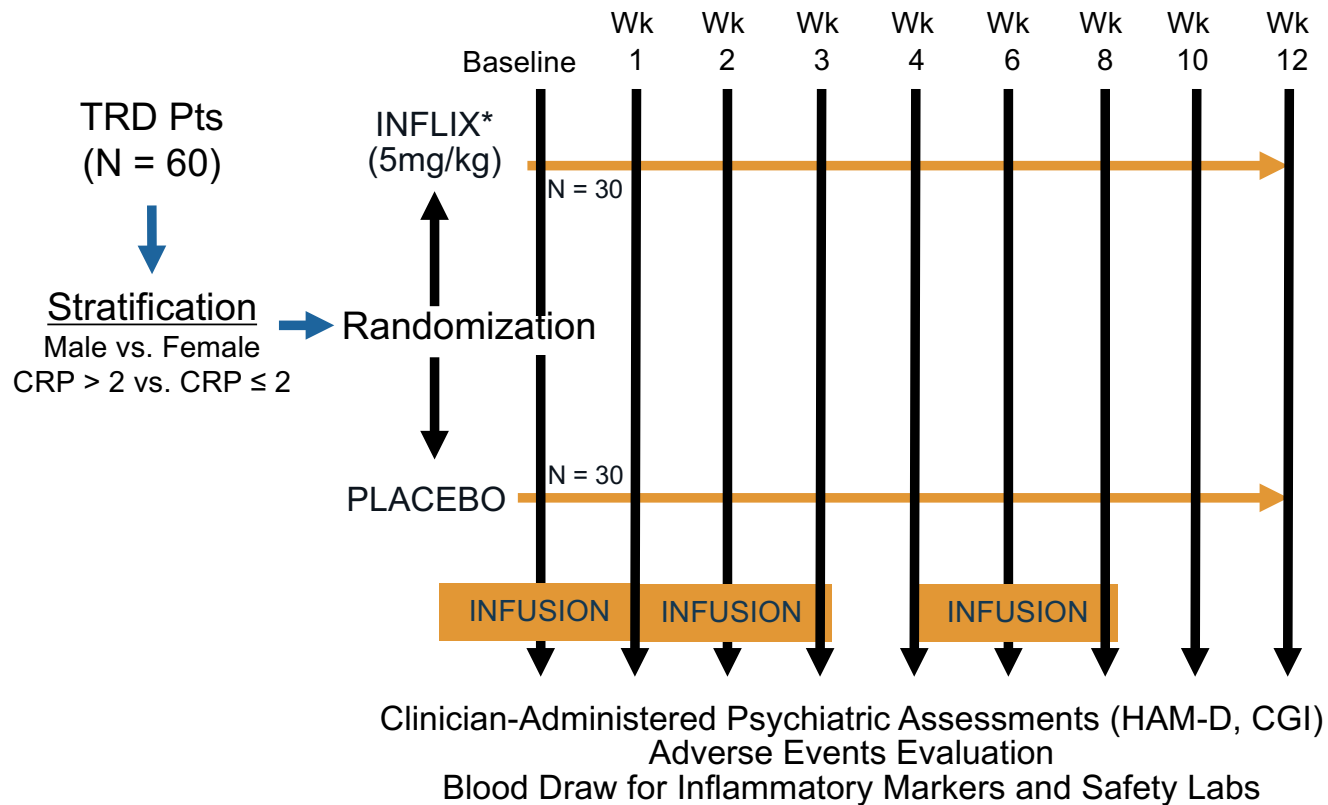 Wk Wk Wk Wk Wk Wk Wk Wk
Baseline 1 2 3 4 6 8 10 12
TRD Pts
(N = 60)
INFLIX*
(5mg/kg)
N = 30
Stratification
Male vs. Female
CRP > 2 vs. CRP ≤ 2
Randomization
N = 30
PLACEBO
INFUSION INFUSION INFUSION
Clinician-Administered Psychiatric Assessments (HAM-D, CGI)
Adverse Events Evaluation
Blood Draw for Inflammatory Markers and Safety Labs